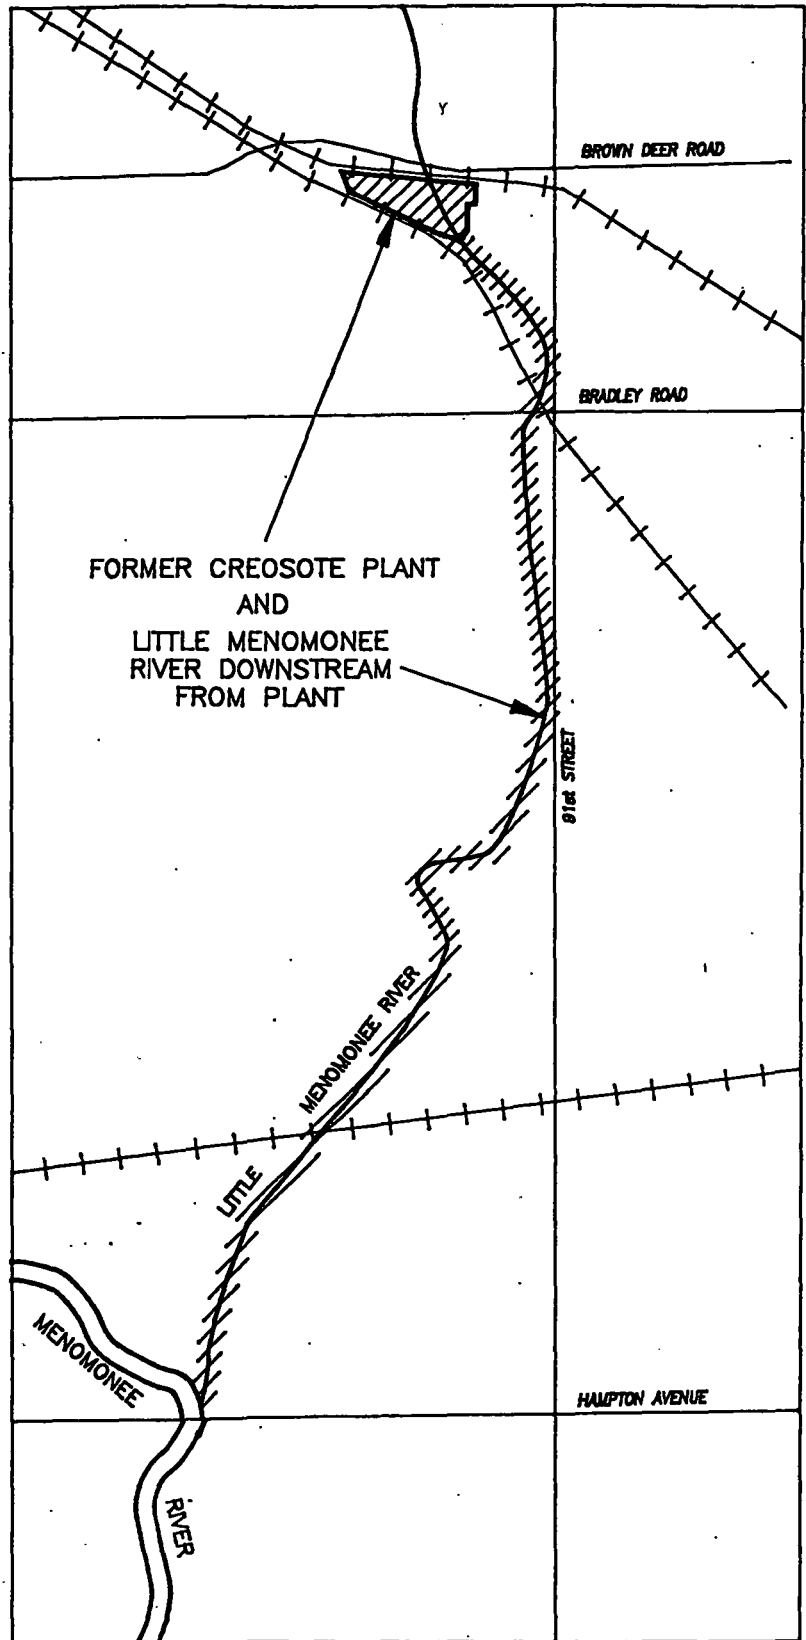 Y
BROWN DEER ROAD
BRADLEY ROAD
FORMER CREOSOTE PLANT
AND
LITTLE MENOMONEE
RIVER DOWNSTREAM
FROM PLANT
91st STREET
LITTLE MENOMONEE RIVER
MENOMONEE RIVER
HAMPTON AVENUE